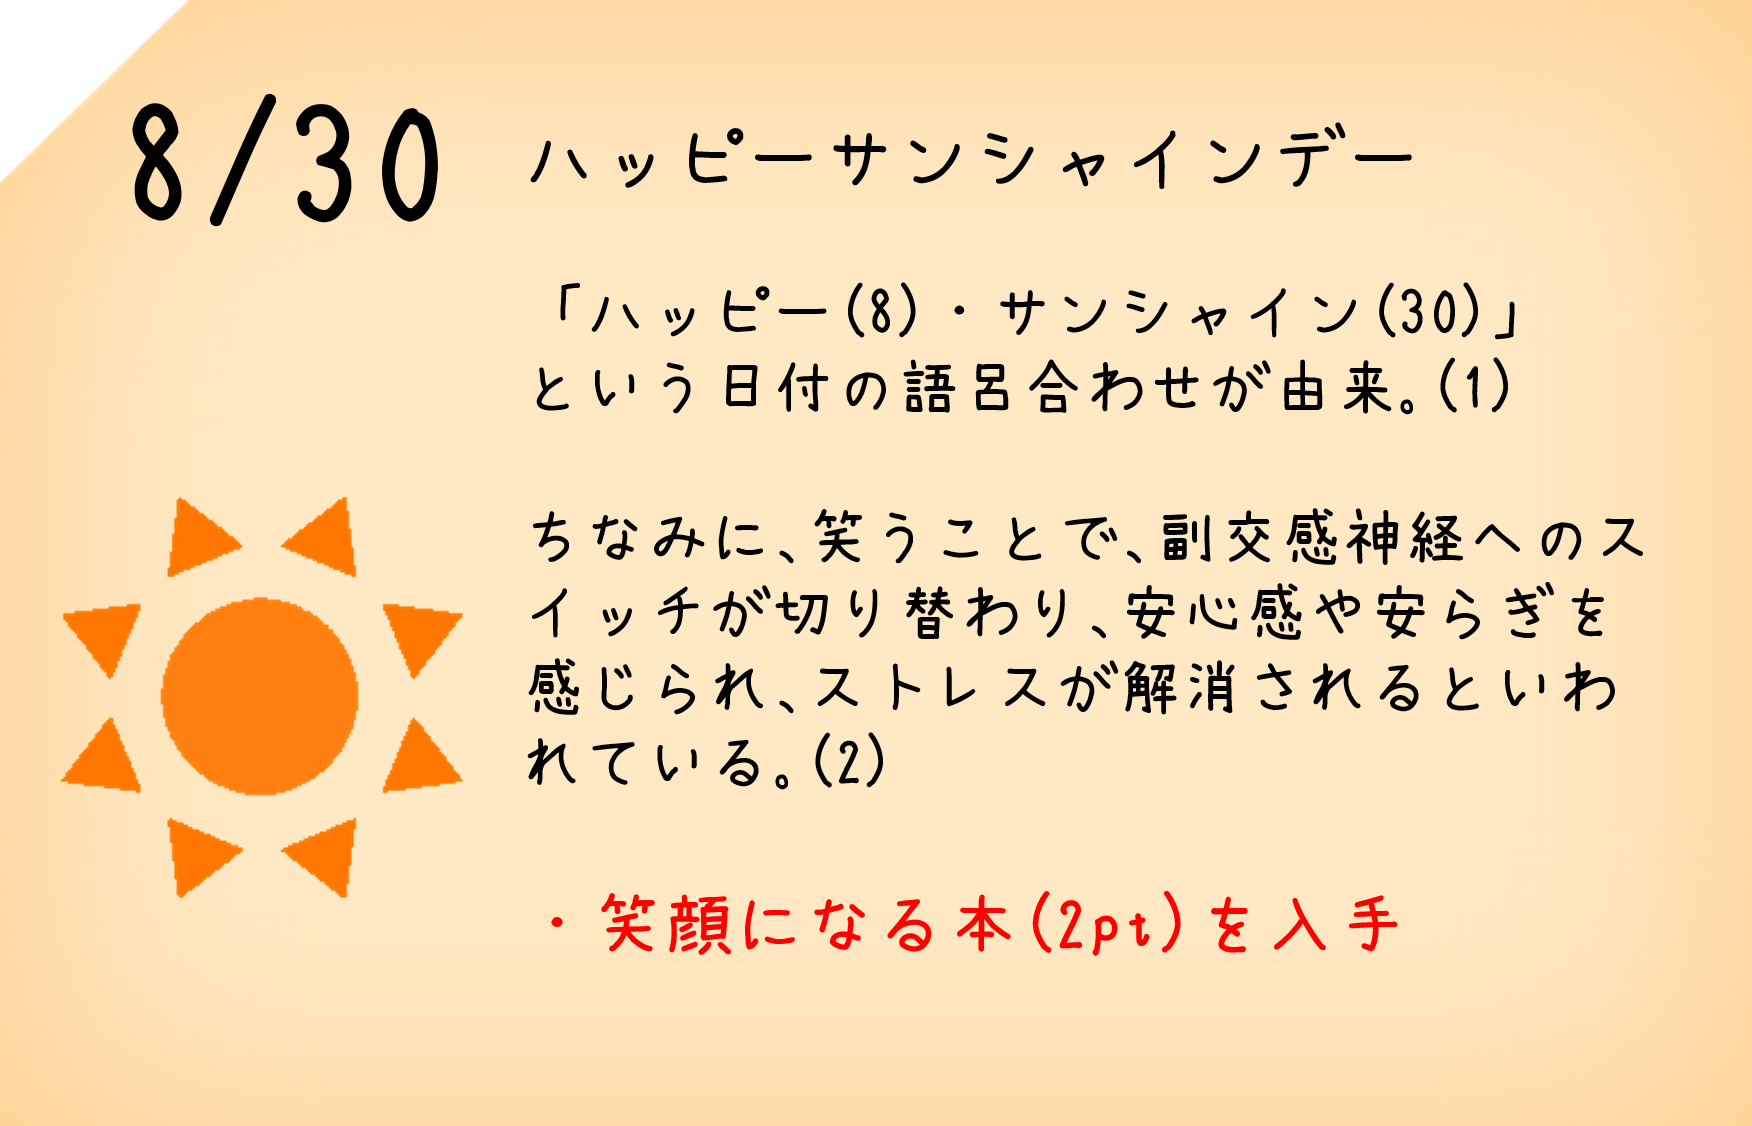 8/30 ハッピーサンシャインデー
「ハッピー(8)・サンシャイン(30)」
という日付の語呂合わせが由来。(1)
ちなみに、笑うことで、副交感神経へのス
イッチが切り替わり、安心感や安らぎを
感じられ、ストレスが解消されるといわ
れている。(2)
・笑顔になる本(2pt)を入手